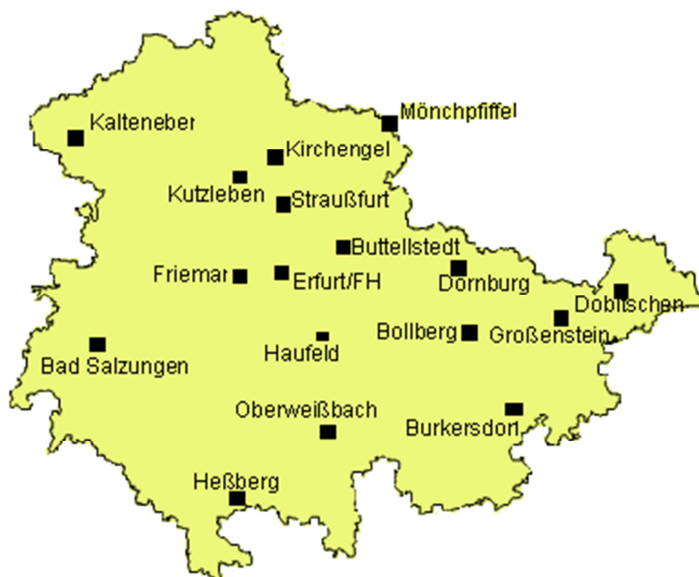 Mönchpfiffel
Kalteneber
Kirchengel
Kutzleben
Straußfurt
Buttellstedt
Friemar
Erfurt/FH
Dornburg
Dobitschen
Bollberg
Großenstein
Haufeld
Bad Salzungen
Oberweißbach
Burkersdorf
Heßberg